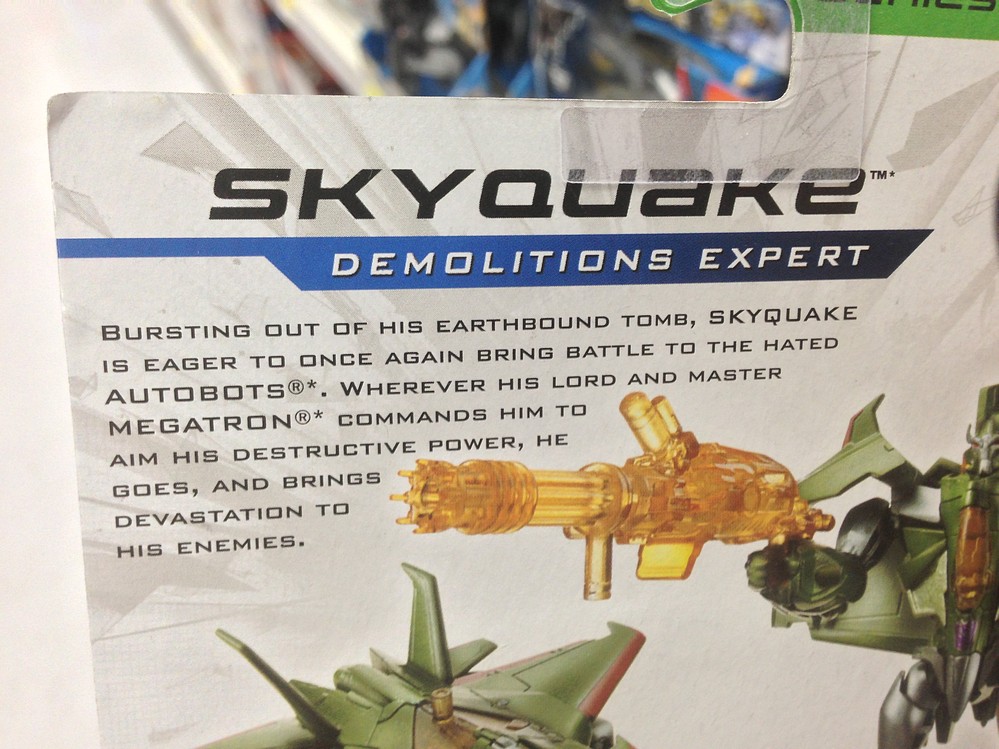 SKYQUAKE™*
DEMOLITIONS EXPERT
BURSTING OUT OF HIS EARTHBOUND TOMB, SKYQUAKE
IS EAGER TO ONCE AGAIN BRING BATTLE TO THE HATED
AUTOBOTS®*. WHEREVER HIS LORD AND MASTER
MEGATRON®* COMMANDS HIM TO
AIM HIS DESTRUCTIVE POWER, HE
GOES, AND BRINGS
DEVASTATION TO
HIS ENEMIES.